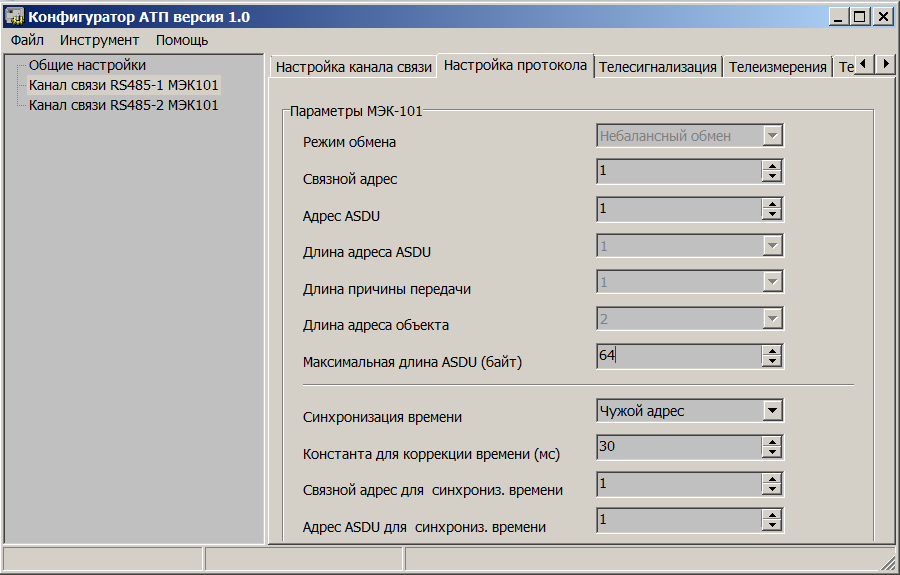 Конфигуратор АТП версия 1.0
Файл Инструмент Помощь
Общие настройки
Канал связи RS485-1 МЭК101
Канал связи RS485-2 МЭК101
Настройка канала связи Настройка протокола Телесигнализация Телеизмерения Те
Параметры МЭК-101
Режим обмена Небалансный обмен
Связной адрес 1
Адрес ASDU 1
Длина адреса ASDU 1
Длина причины передачи 1
Длина адреса объекта 2
Максимальная длина ASDU (байт) 64
Синхронизация времени Чужой адрес
Константа для коррекции времени (мс) 30
Связной адрес для синхрониз. времени 1
Адрес ASDU для синхрониз. времени 1